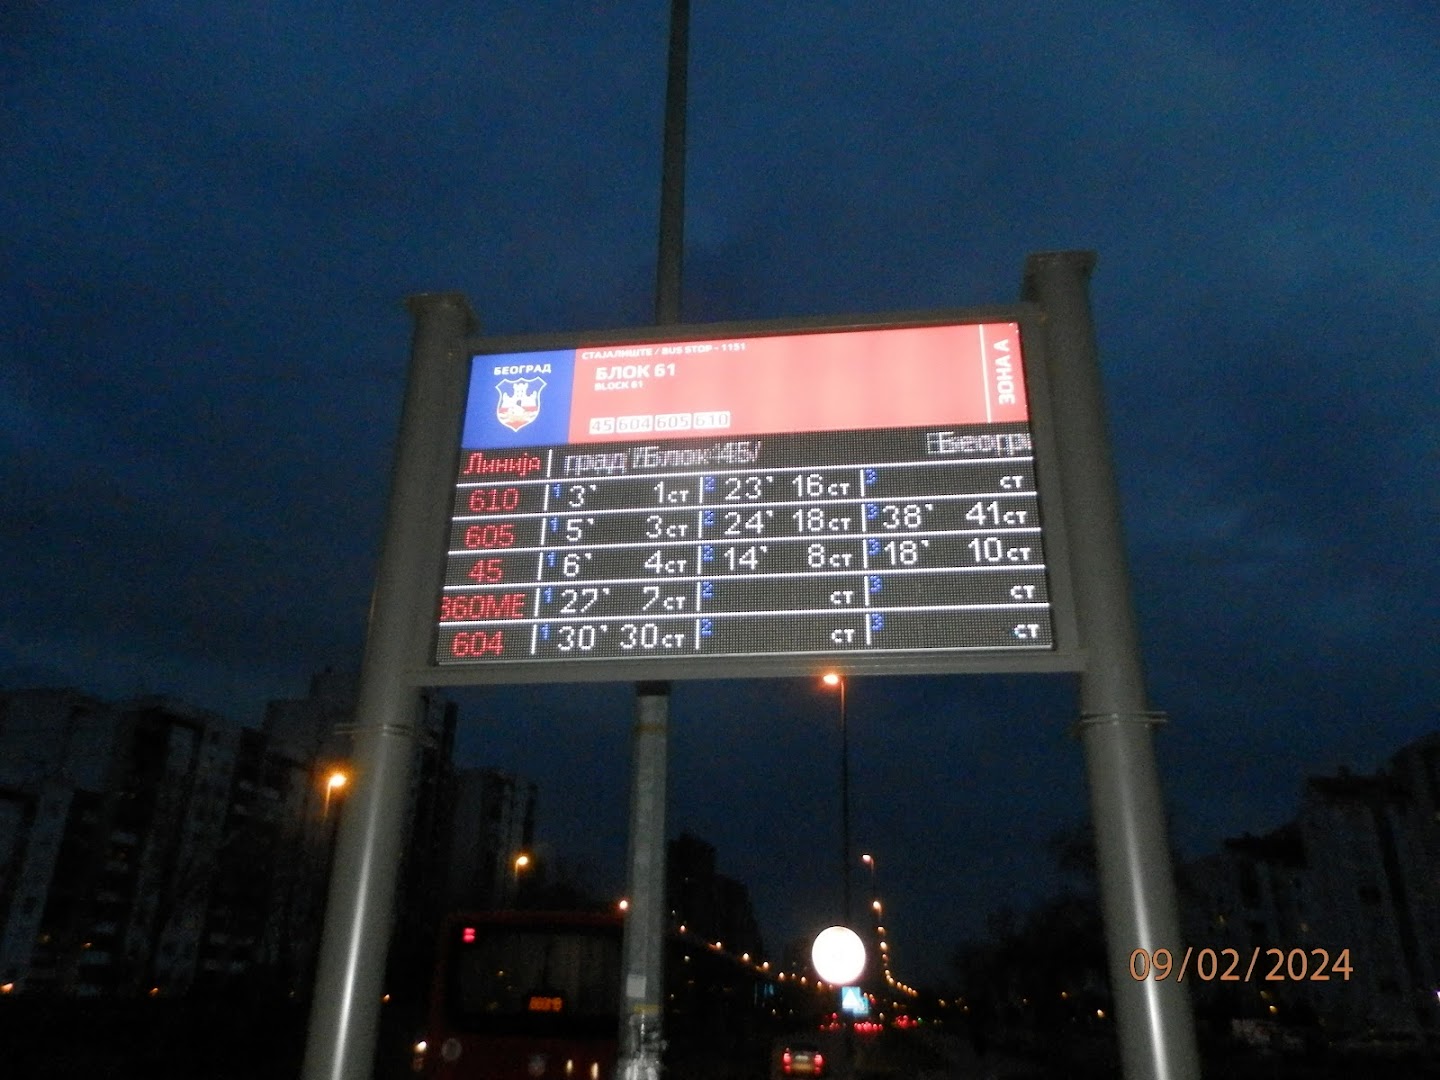 СТАЈАЛИШТЕ / BUS STOP - 1151
БЕОГРАД
БЛОК 61
BLOCK 61
ЗОНА А
45 604 605 610
Линија град Блок 45/
610 1 3` 1ст 2 23` 16ст 3 ст
605 1 5` 3ст 2 24` 18ст 3 38` 41ст
45 1 6` 4ст 2 14` 8ст 3 18` 10ст
860МЕ 1 27` 7ст 2 ст 3 ст
604 1 30` 30ст 2 ст 3 ст
09/02/2024